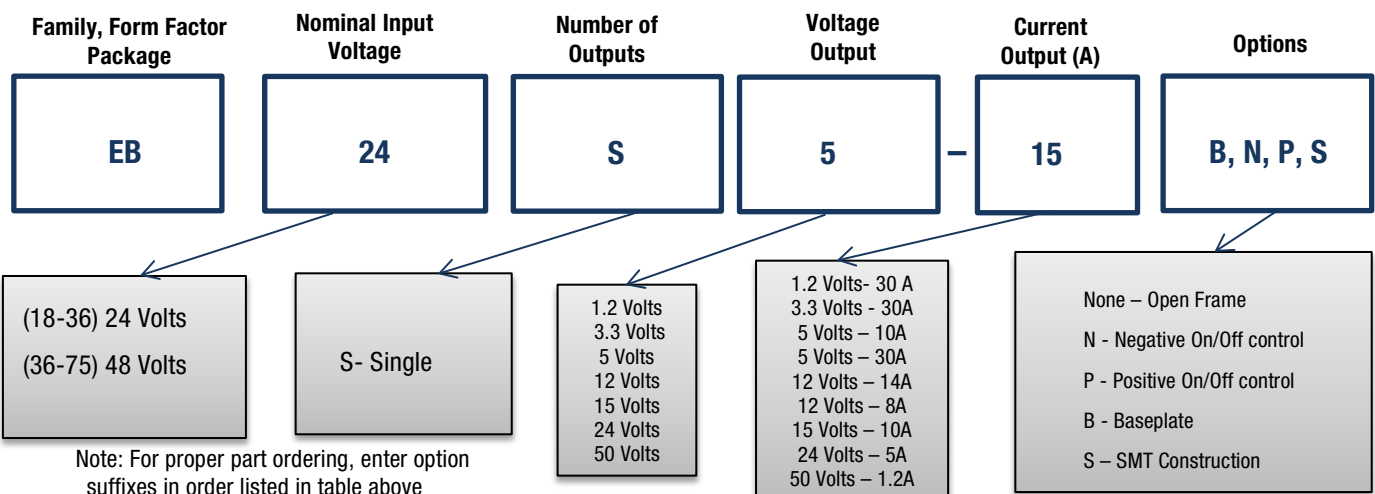 Family, Form Factor
Package
Nominal Input
Voltage
Number of
Outputs
Voltage
Output
Current
Output (A)
Options
EB
24
S
5
–
15
B, N, P, S
(18-36) 24 Volts
(36-75) 48 Volts
S- Single
1.2 Volts
3.3 Volts
5 Volts
12 Volts
15 Volts
24 Volts
50 Volts
1.2 Volts- 30 A
3.3 Volts - 30A
5 Volts – 10A
5 Volts – 30A
12 Volts – 14A
12 Volts – 8A
15 Volts – 10A
24 Volts – 5A
50 Volts – 1.2A
None – Open Frame
N - Negative On/Off control
P - Positive On/Off control
B - Baseplate
S – SMT Construction
Note: For proper part ordering, enter option
suffixes in order listed in table above